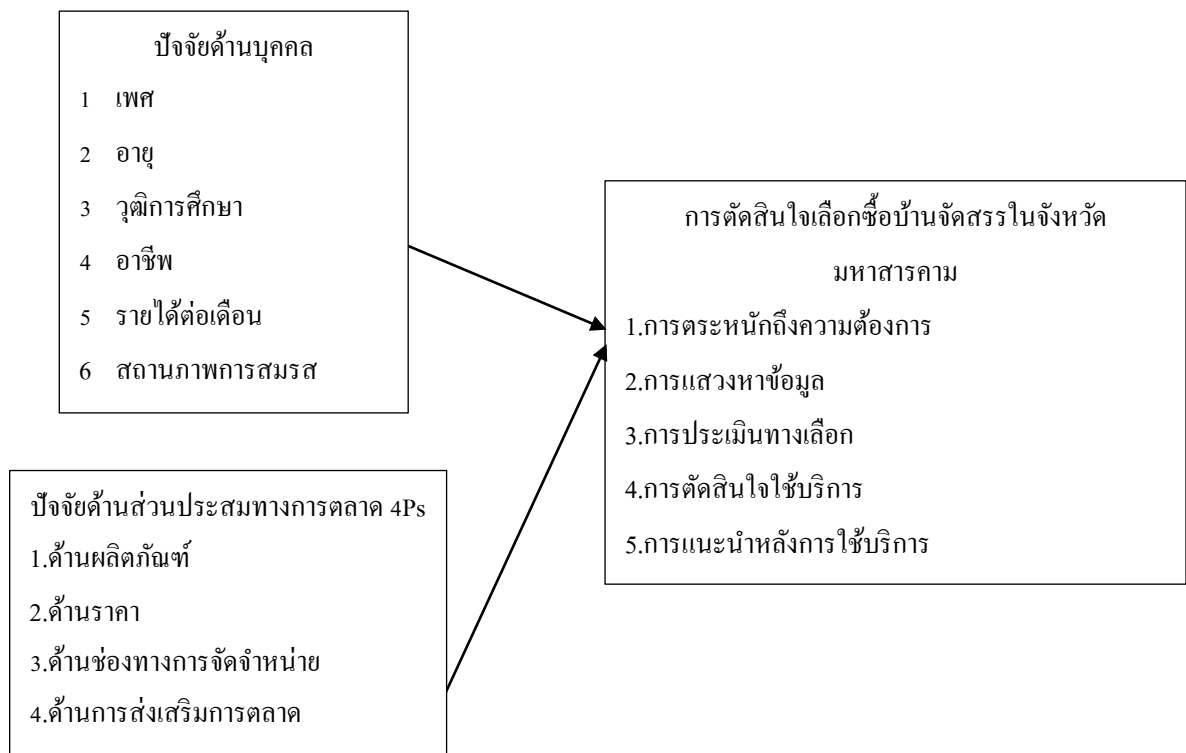 ปัจจัยด้านบุคคล
1 เพศ
2 อายุ
3 วุฒิการศึกษา
4 อาชีพ
5 รายได้ต่อเดือน
6 สถานภาพการสมรส
ปัจจัยด้านส่วนประสมทางการตลาด 4Ps
1.ด้านผลิตภัณฑ์
2.ด้านราคา
3.ด้านช่องทางการจัดจำหน่าย
4.ด้านการส่งเสริมการตลาด
การตัดสินใจเลือกซื้อบ้านจัดสรรในจังหวัด
มหาสารคาม
1.การตระหนักถึงความต้องการ
2.การแสวงหาข้อมูล
3.การประเมินทางเลือก
4.การตัดสินใจใช้บริการ
5.การแนะนำหลังการใช้บริการ